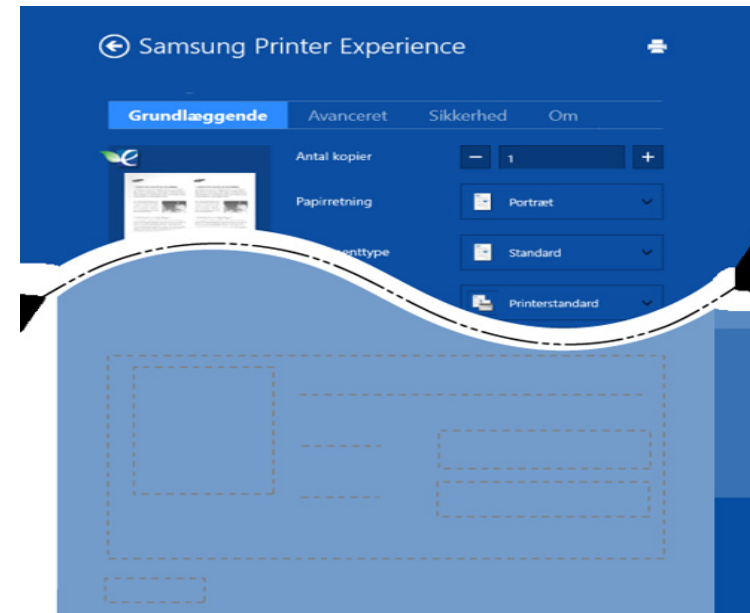 Samsung Printer Experience
Grundlæggende Avanceret Sikkerhed Om
Antal kopier 1
Papirretning Portræt
Standard
Printerstandard